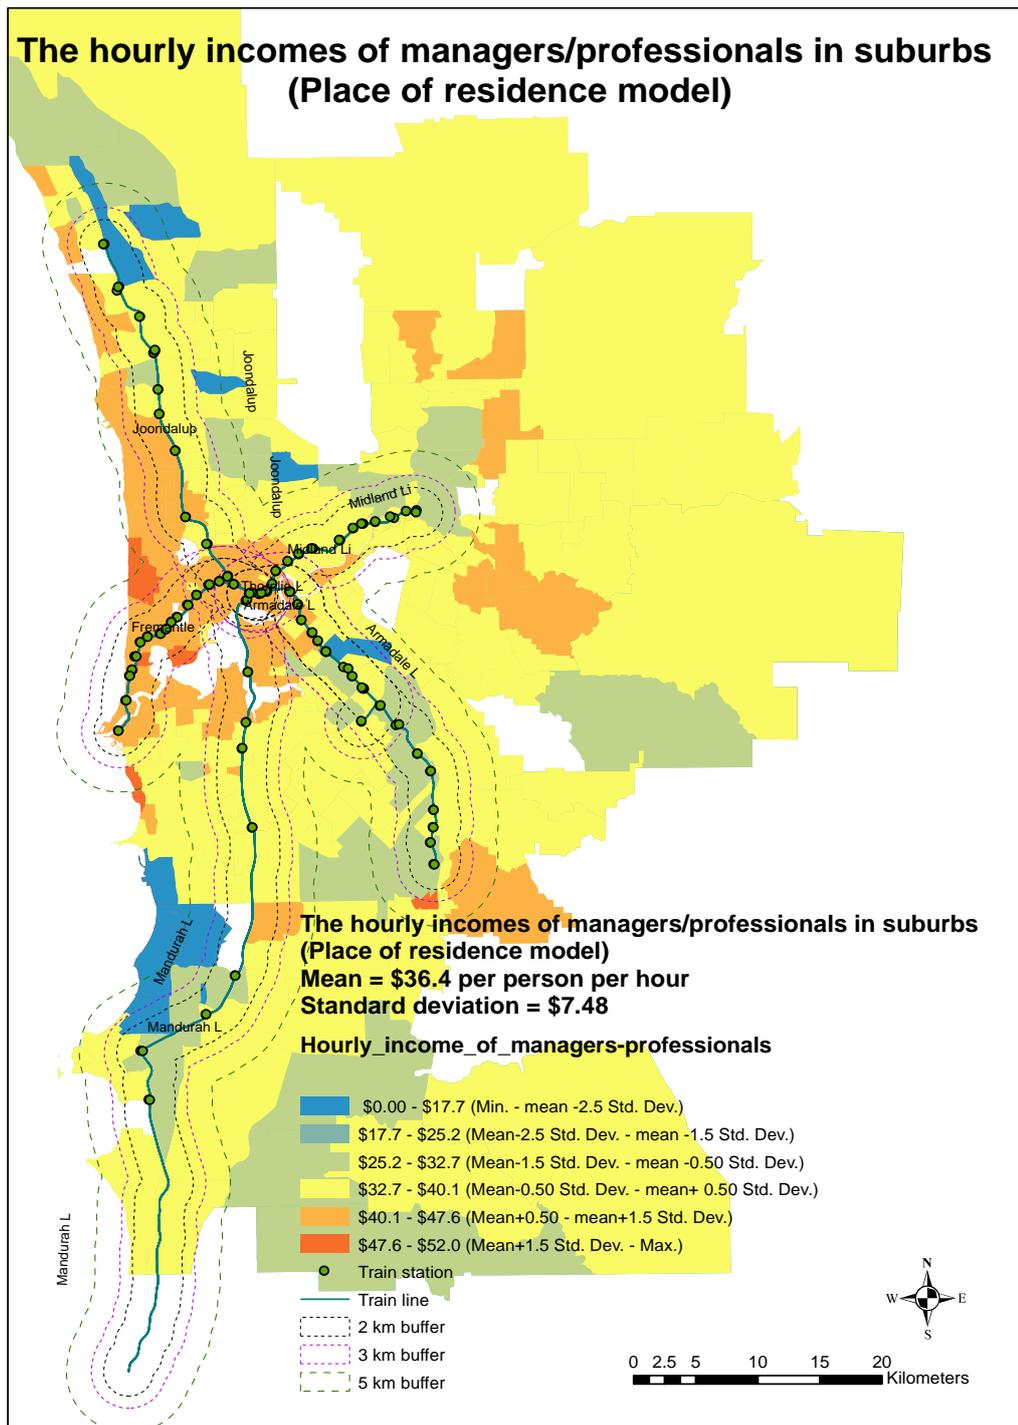 The hourly incomes of managers/professionals in suburbs
(Place of residence model)
Joondalup
Joondalup
Joondalup
Midland Li
Midland Li
Thornlie L
Armadale L
Fremantle
Armadale L
Mandurah L
Mandurah L
Mandurah L
The hourly incomes of managers/professionals in suburbs
(Place of residence model)
Mean = $36.4 per person per hour
Standard deviation = $7.48
Hourly_income_of_managers-professionals
$0.00 - $17.7 (Min. - mean -2.5 Std. Dev.)
$17.7 - $25.2 (Mean-2.5 Std. Dev. - mean -1.5 Std. Dev.)
$25.2 - $32.7 (Mean-1.5 Std. Dev. - mean -0.50 Std. Dev.)
$32.7 - $40.1 (Mean-0.50 Std. Dev. - mean+ 0.50 Std. Dev.)
$40.1 - $47.6 (Mean+0.50 - mean+1.5 Std. Dev.)
$47.6 - $52.0 (Mean+1.5 Std. Dev. - Max.)
Train station
Train line
2 km buffer
3 km buffer
5 km buffer
N
W E
S
0 2.5 5 10 15 20
Kilometers